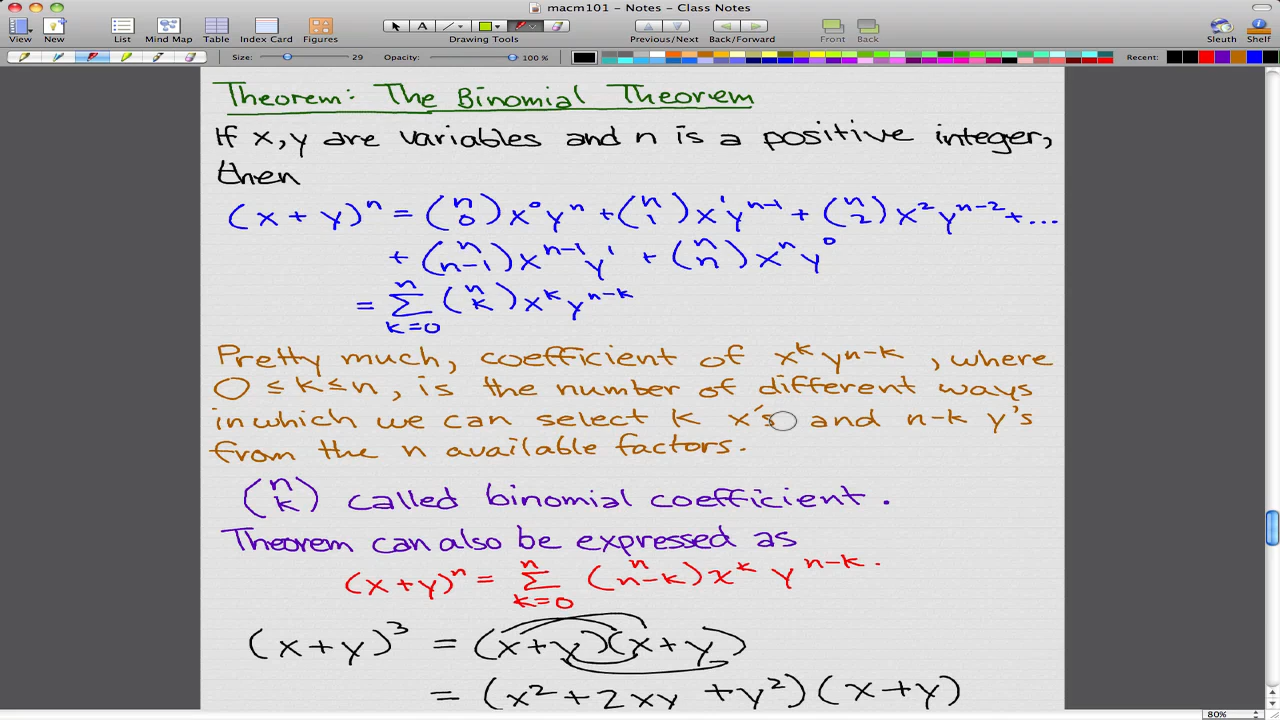 macm101 - Notes - Class Notes
View New List Mind Map Table Index Card Figures Drawing Tools Previous/Next Back/Forward Front Back Sleuth Shelf
Size: 29 Opacity: 100 % Recent:
Theorem: The Binomial Theorem
If x, y are variables and n is a positive integer,
then
(x + y)^n = (n 0) x^0 y^n + (n 1) x^1 y^{n-1} + (n 2) x^2 y^{n-2} + ...
+ (n n-1) x^{n-1} y^1 + (n n) x^n y^0
= Σ_{k=0}^{n} (n k) x^k y^{n-k}
Pretty much, coefficient of x^k y^{n-k}, where
0 ≤ k ≤ n, is the number of different ways
in which we can select k x's and n-k y's
from the n available factors.
(n k) called binomial coefficient.
Theorem can also be expressed as
(x+y)^n = Σ_{k=0}^{n} (n n-k) x^k y^{n-k}.
(x+y)^3 = (x+y)(x+y)
= (x^2 + 2xy + y^2)(x+y)
80%